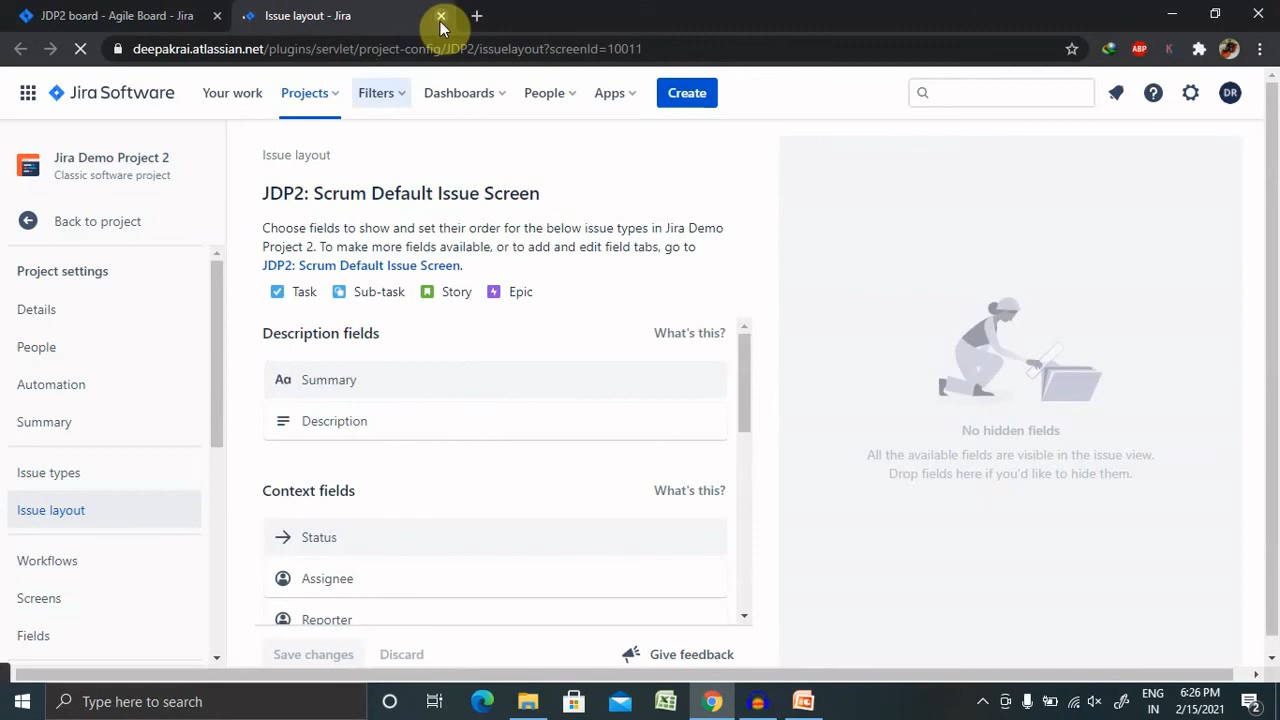 JDP2 board - Agile Board - Jira
Issue layout - Jira
deepakrai.atlassian.net/plugins/servlet/project-config/JDP2/issuelayout?screenId=10011
ABP
K
Jira Software
Your work
Projects
Filters
Dashboards
People
Apps
Create
DR
Jira Demo Project 2
Classic software project
Back to project
Project settings
Details
People
Automation
Summary
Issue types
Issue layout
Workflows
Screens
Fields
Issue layout
JDP2: Scrum Default Issue Screen
Choose fields to show and set their order for the below issue types in Jira Demo
Project 2. To make more fields available, or to add and edit field tabs, go to
JDP2: Scrum Default Issue Screen.
Task Sub-task Story Epic
Description fields What's this?
Aa Summary
Description
Context fields What's this?
Status
Assignee
Reporter
Save changes Discard Give feedback
No hidden fields
All the available fields are visible in the issue view.
Drop fields here if you'd like to hide them.
Type here to search
ENG
IN
6:26 PM
2/15/2021
2